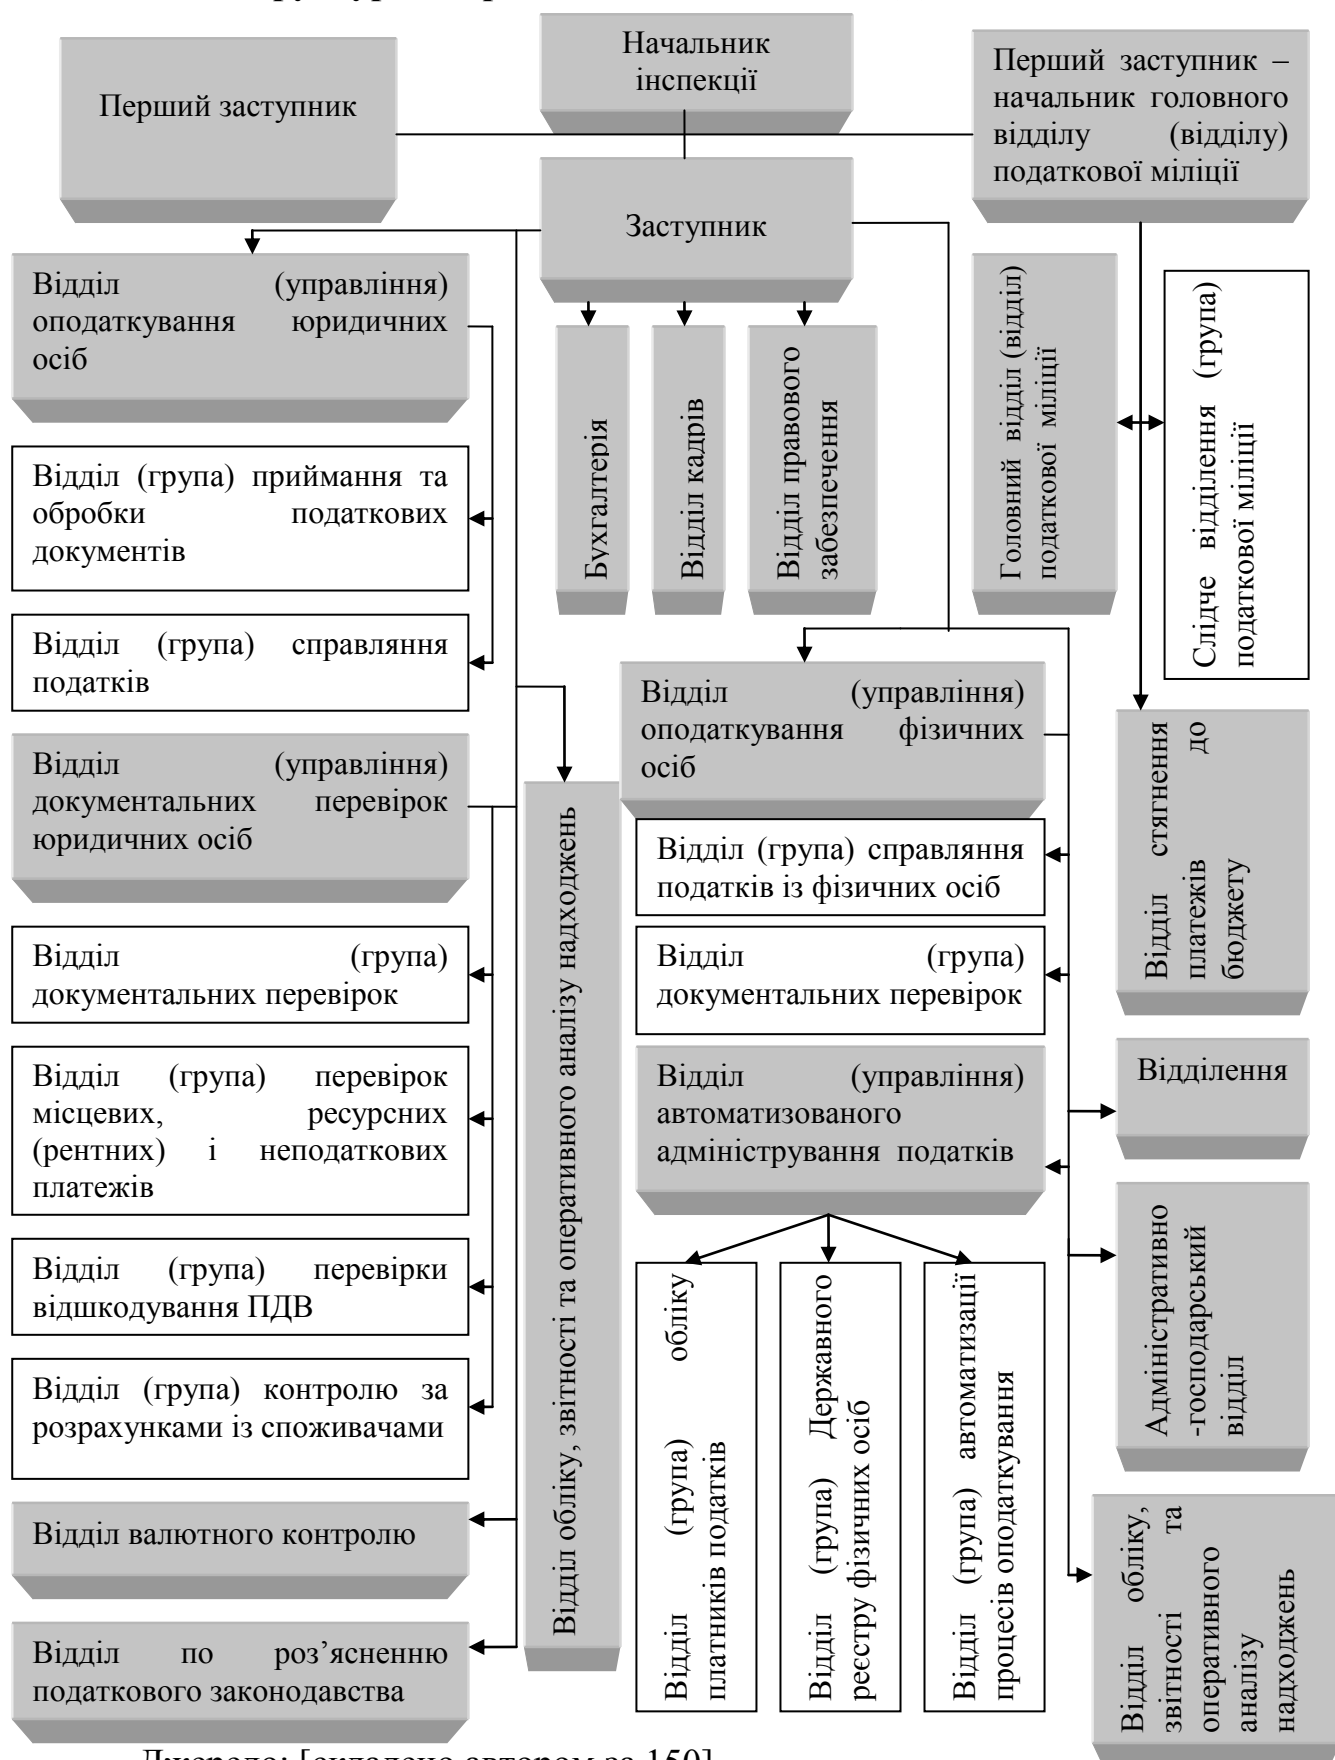 Начальник
інспекції
Перший заступник
Перший заступник –
начальник головного
відділу (відділу)
податкової міліції
Заступник
Відділ (управління)
оподаткування юридичних
осіб
Відділ (група) приймання та
обробки податкових
документів
Відділ (група) справляння
податків
Відділ (управління)
документальних перевірок
юридичних осіб
Відділ (група)
документальних перевірок
Відділ (група) перевірок
місцевих, ресурсних
(рентних) і неподаткових
платежів
Відділ (група) перевірки
відшкодування ПДВ
Відділ (група) контролю за
розрахунками із споживачами
Відділ валютного контролю
Відділ по роз’ясненню
податкового законодавства
Бухгалтерія
Відділ кадрів
Відділ правового
забезпечення
Відділ обліку, звітності та оперативного аналізу надходжень
Головний відділ (відділ)
податкової міліції
Слідче відділення (група)
податкової міліції
Відділ (управління)
оподаткування фізичних
осіб
Відділ (група) справляння
податків із фізичних осіб
Відділ (група)
документальних перевірок
Відділ (управління)
автоматизованого
адміністрування податків
Відділ (група) обліку
платників податків
Відділ (група) Державного
реєстру фізичних осіб
Відділ (група) автоматизації
процесів оподаткування
Відділ стягнення
платежів до
бюджету
Відділення
Адміністративно
-господарський
відділ
Відділ обліку,
звітності та
оперативного
аналізу
надходжень